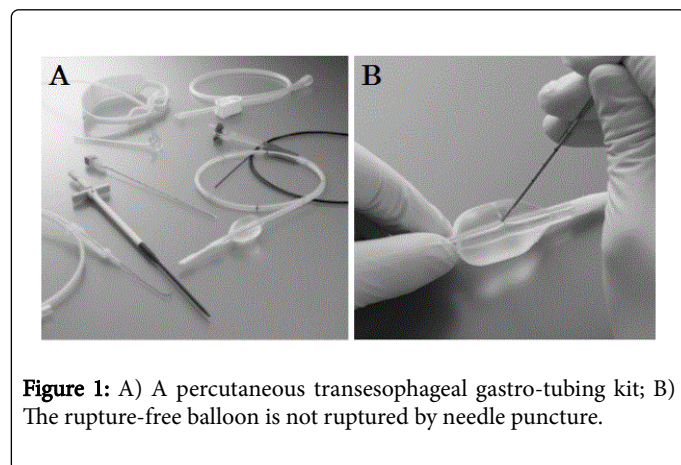 A
B
Figure 1: A) A percutaneous transesophageal gastro-tubing kit; B)
The rupture-free balloon is not ruptured by needle puncture.